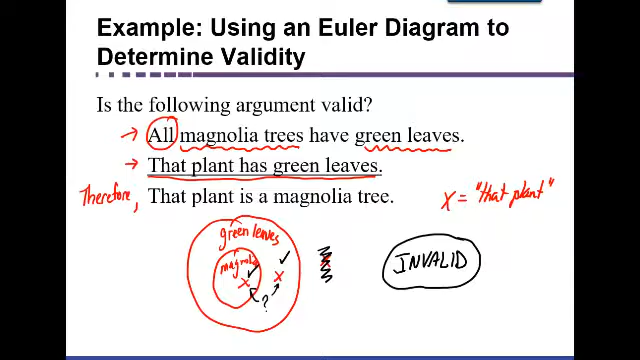 Example: Using an Euler Diagram to
Determine Validity
Is the following argument valid?
→ All magnolia trees have green leaves.
→ That plant has green leaves.
Therefore, That plant is a magnolia tree.
x = "that plant"
green leaves
magnolia
x
x
?
INVALID